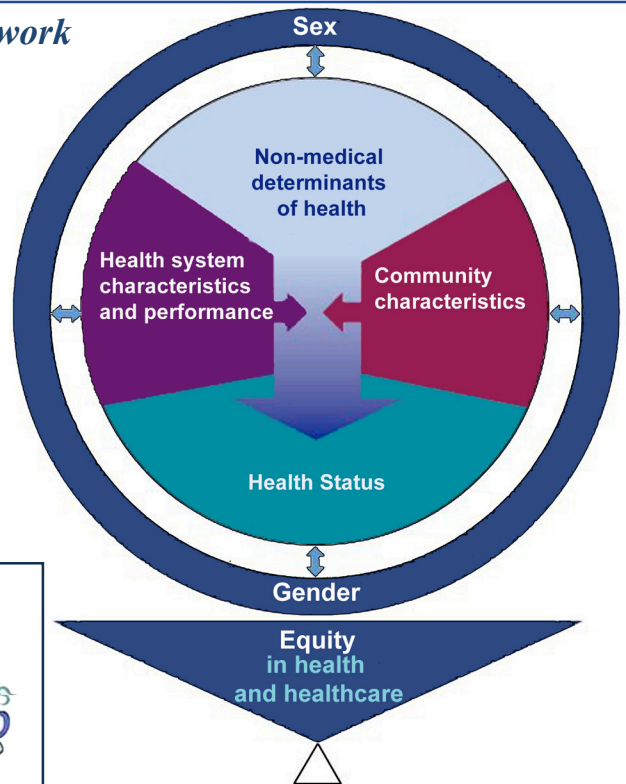 work
Sex
Non-medical
determinants
of health
Health system
characteristics
and performance
Community
characteristics
Health Status
Gender
Equity
in health
and healthcare